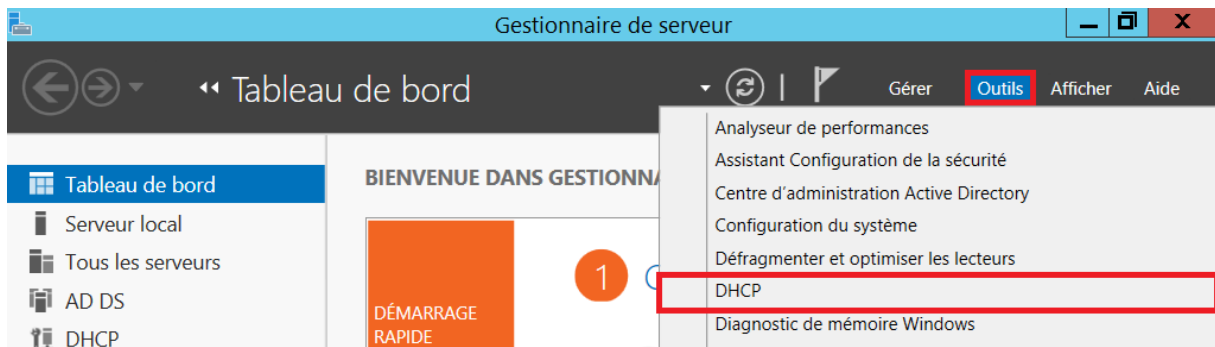 Gestionnaire de serveur
Tableau de bord
Gérer Outils Afficher Aide
Analyseur de performances
Assistant Configuration de la sécurité
Centre d'administration Active Directory
Configuration du système
Défragmenter et optimiser les lecteurs
DHCP
Diagnostic de mémoire Windows
Tableau de bord
Serveur local
Tous les serveurs
AD DS
DHCP
BIENVENUE DANS
DÉMARRAGE
RAPIDE
1